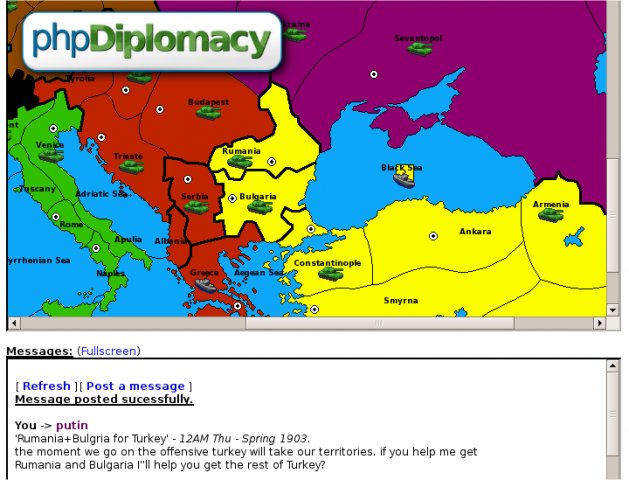 phpDiplomacy
kraine
Sevastopol
Tyrolia
Budapest
Venice
Trieste
Rumania
Black Sea
Tuscany
Adriatic Sea
Serbia
Bulgaria
Armenia
Rome
Apulia
Albania
Ankara
Tyrrhenian Sea
Naples
Greece
Aegean Sea
Constantinople
Smyrna
Messages: (Fullscreen)
[ Refresh ][ Post a message ]
Message posted sucessfully.
You -> putin
'Rumania+Bulgria for Turkey' - 12AM Thu - Spring 1903.
the moment we go on the offensive turkey will take our territories. if you help me get
Rumania and Bulgaria I''ll help you get the rest of Turkey?